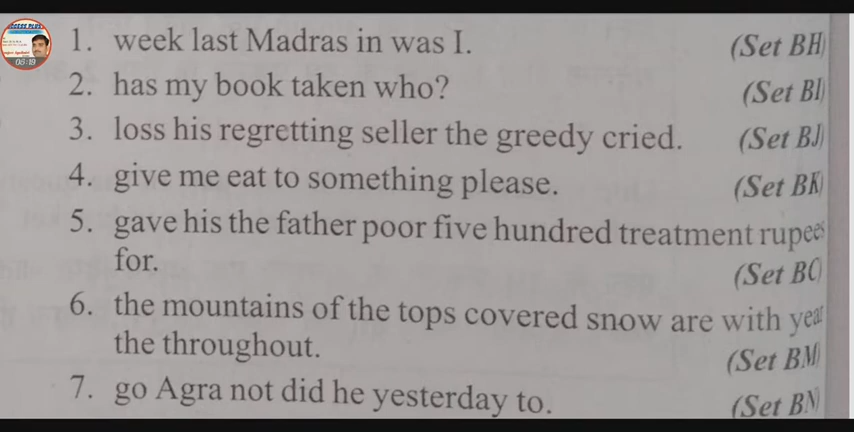 1. week last Madras in was I. (Set BH)
2. has my book taken who? (Set BI)
3. loss his regretting seller the greedy cried. (Set BJ)
4. give me eat to something please. (Set BK)
5. gave his the father poor five hundred treatment rupees
for. (Set BC)
6. the mountains of the tops covered snow are with year
the throughout. (Set BM)
7. go Agra not did he yesterday to. (Set BN)
06:19